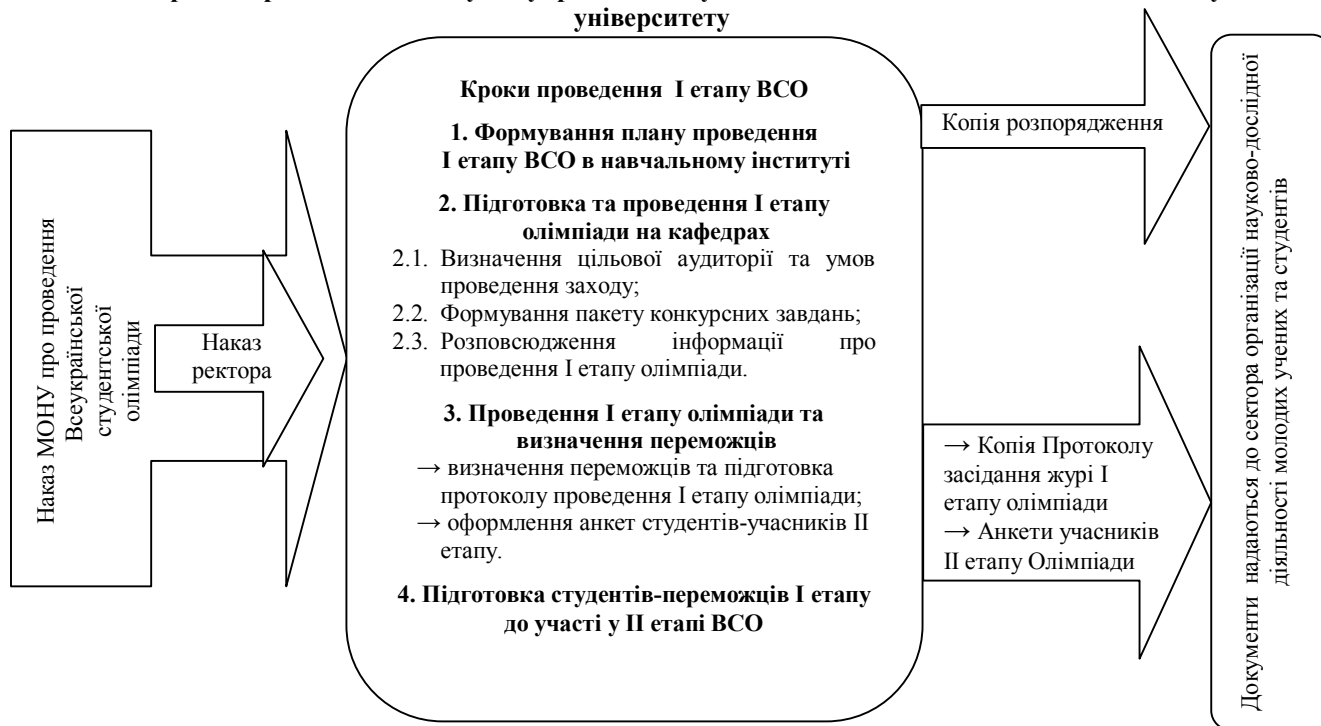 університету
Наказ МОНУ про проведення
Всеукраїнської
студентської
олімпіади
Наказ
ректора
Кроки проведення І етапу ВСО
1. Формування плану проведення
І етапу ВСО в навчальному інституті
2. Підготовка та проведення І етапу
олімпіади на кафедрах
2.1. Визначення цільової аудиторії та умов
проведення заходу;
2.2. Формування пакету конкурсних завдань;
2.3. Розповсюдження інформації про
проведення І етапу олімпіади.
3. Проведення І етапу олімпіади та
визначення переможців
→ визначення переможців та підготовка
протоколу проведення І етапу олімпіади;
→ оформлення анкет студентів-учасників ІІ
етапу.
4. Підготовка студентів-переможців І етапу
до участі у ІІ етапі ВСО
Копія розпорядження
→ Копія Протоколу
засідання журі І
етапу олімпіади
→ Анкети учасників
ІІ етапу Олімпіади
Документи надаються до сектора організації науково-дослідної
діяльності молодих учених та студентів